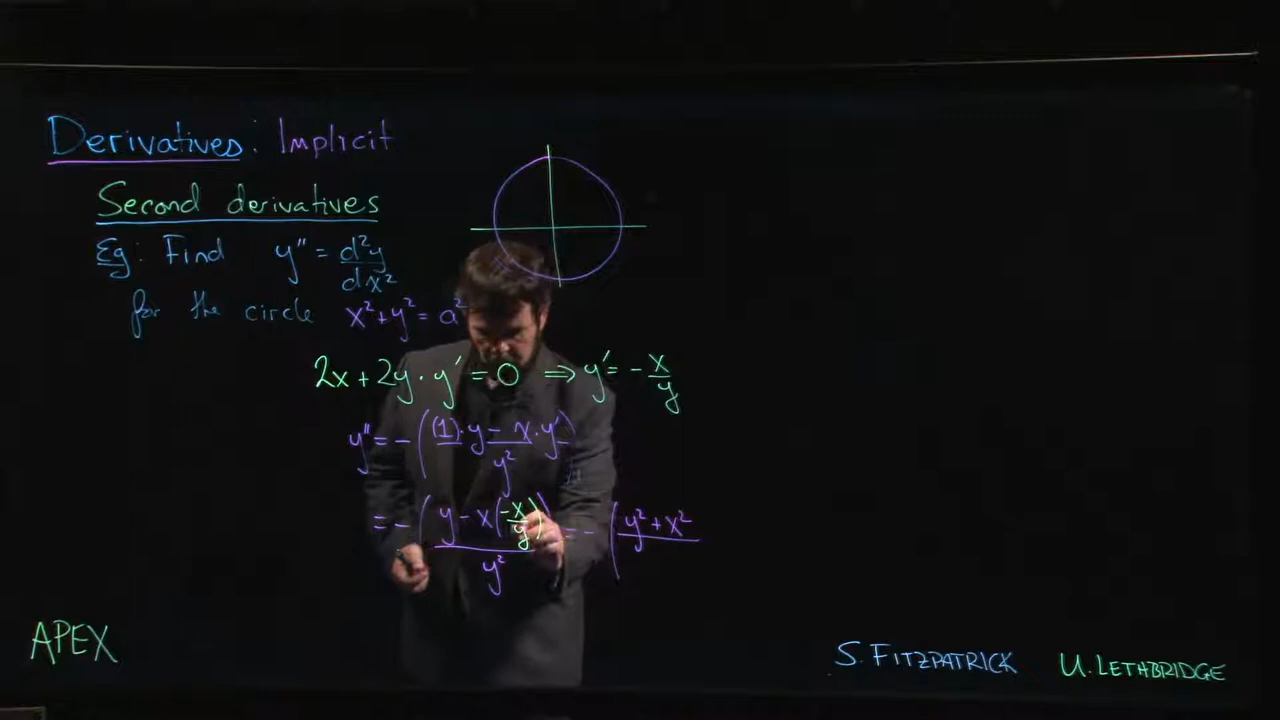 Derivatives: Implicit
Second derivatives
Eg: Find y'' = d²y/dx²
for the circle x²+y² = a²
2x + 2y · y' = 0 ⇒ y' = - x/y
y'' = - ( (1)·y - x·y' / y² )
= - ( y - x(-x/y) / y² ) = - ( y² + x²
APEX
S. FITZPATRICK U. LETHBRIDGE